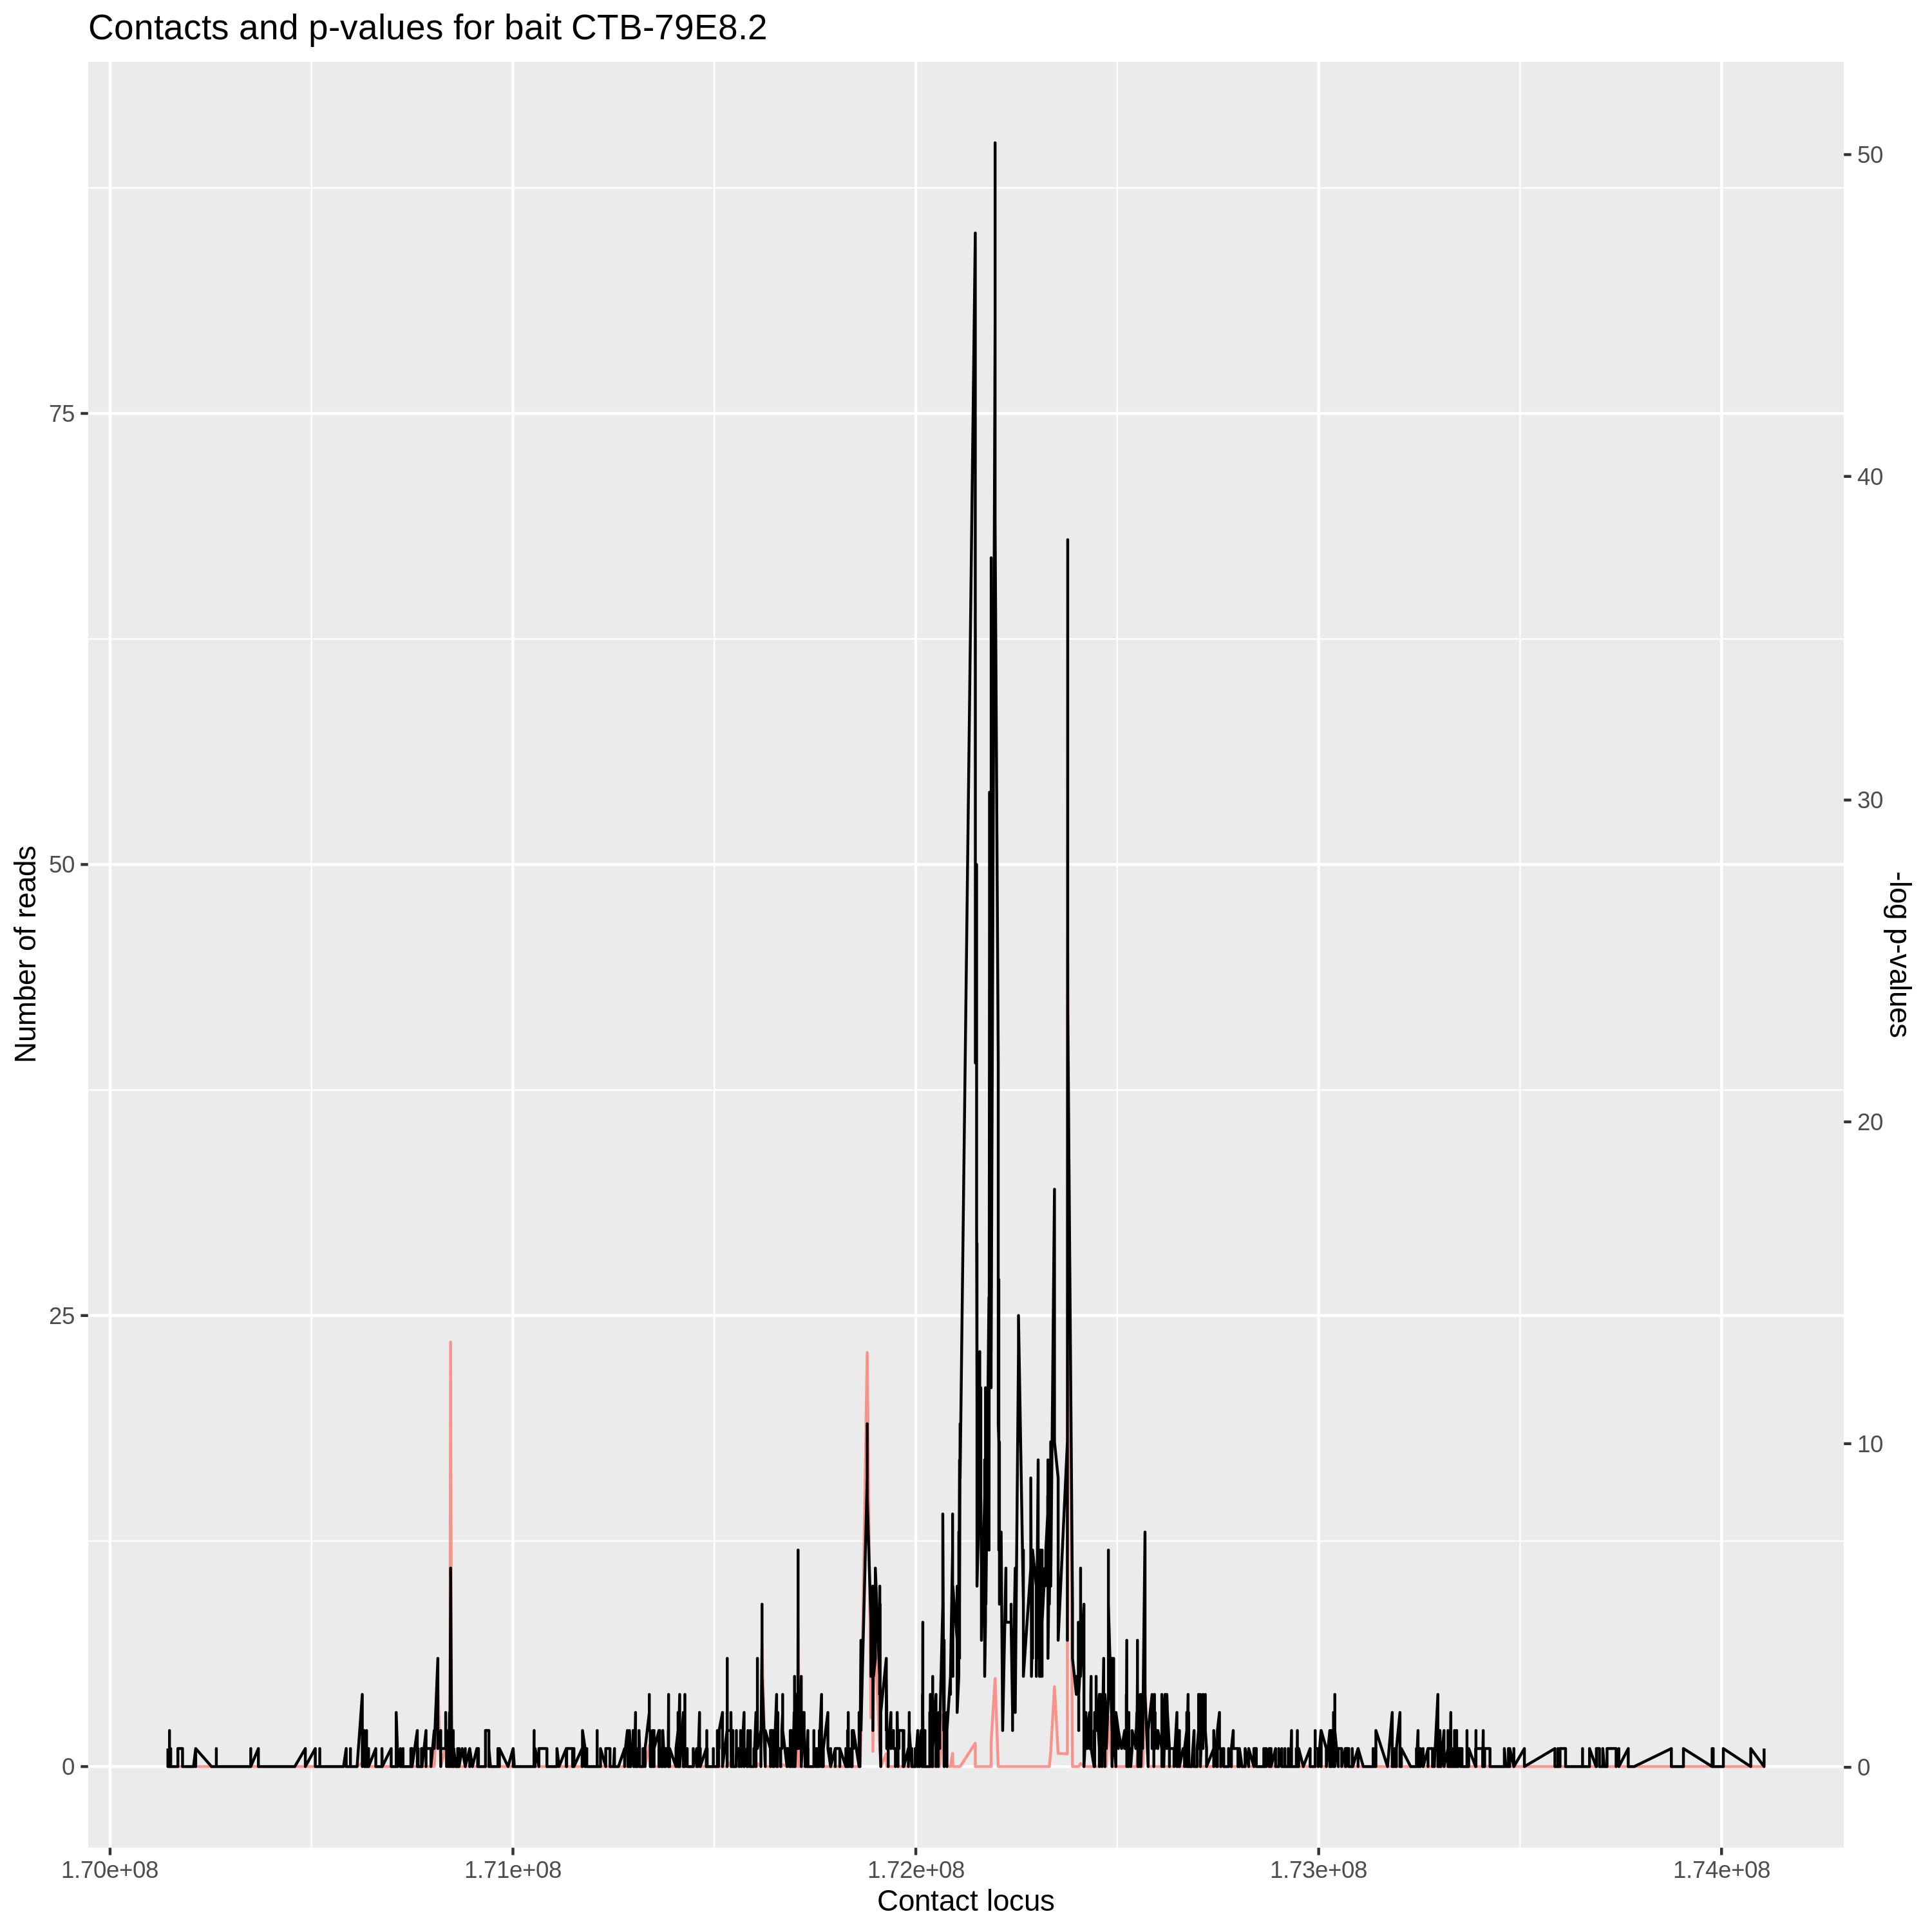 Contacts and p-values for bait CTB-79E8.2
Number of reads
75
50
25
0
50
40
30
20
10
0
-log p-values
1.70e+08
1.71e+08
1.72e+08
1.73e+08
1.74e+08
Contact locus